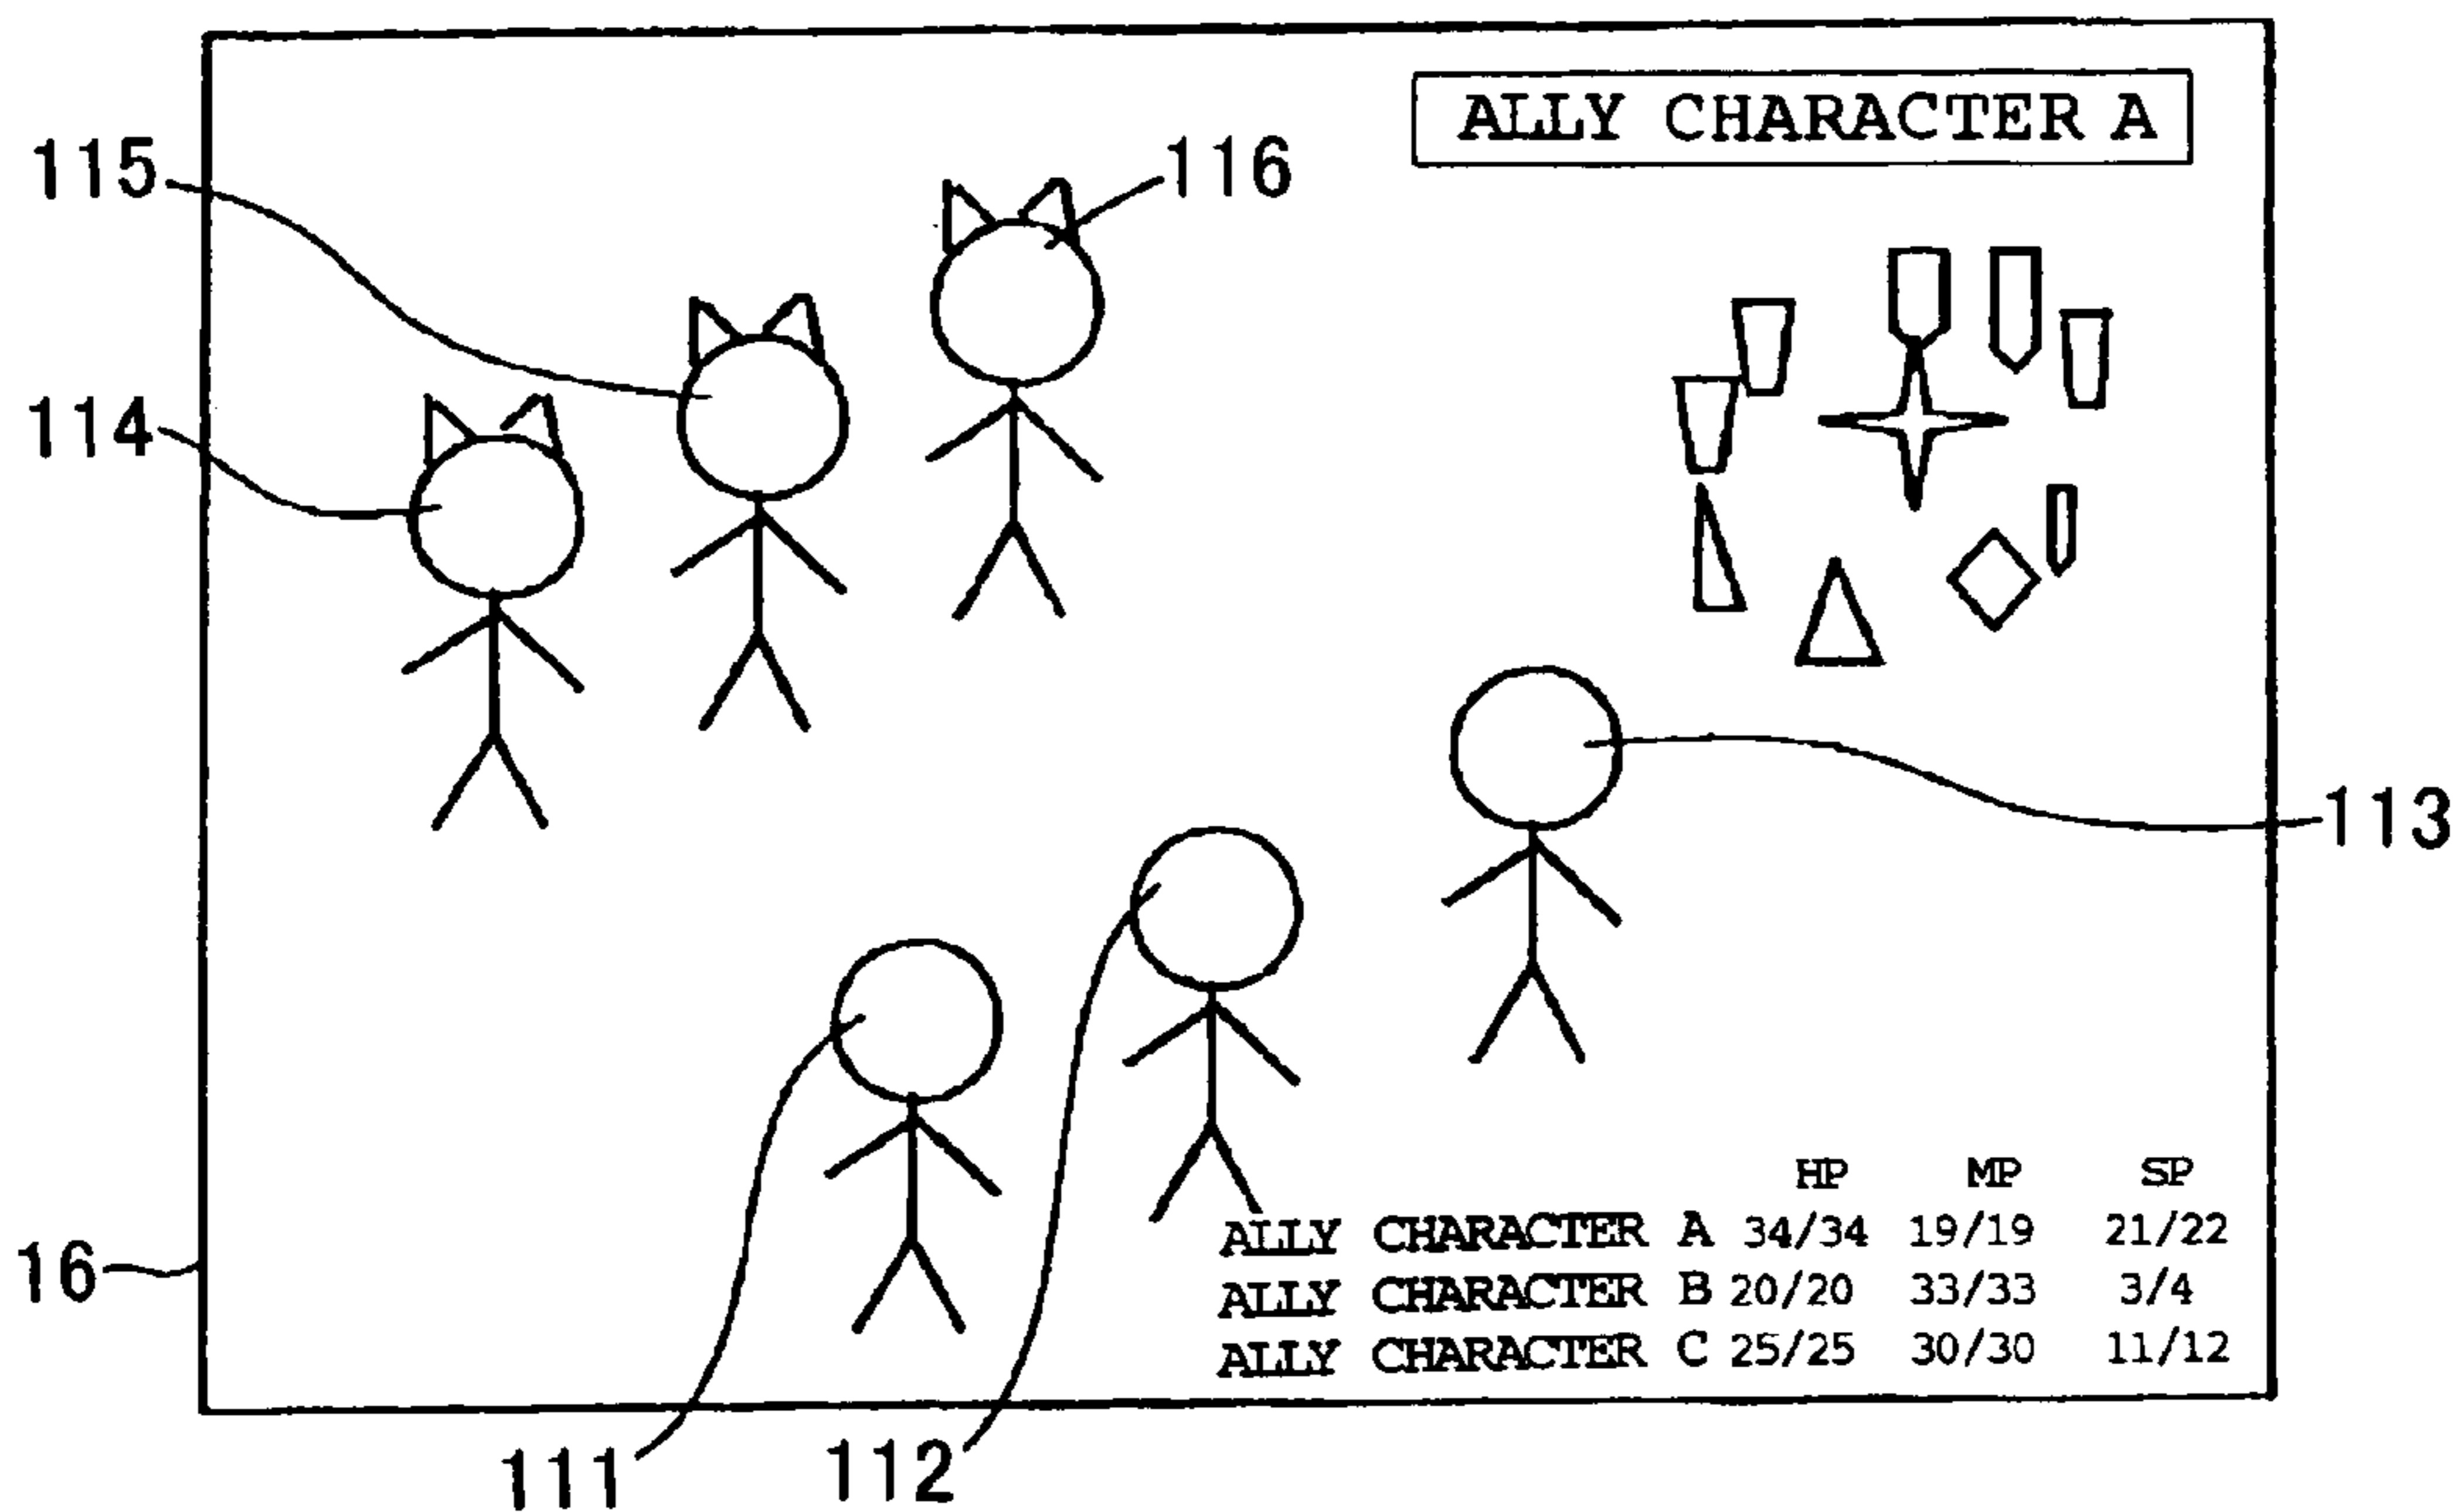 ALLY CHARACTER A
115
116
114
113
HP MP SP
ALLY CHARACTER A 34/34 19/19 21/22
ALLY CHARACTER B 20/20 33/33 3/4
ALLY CHARACTER C 25/25 30/30 11/12
16
111 112